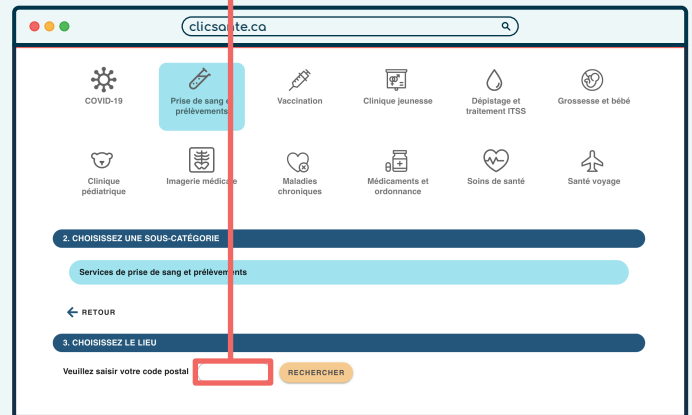 clicsante.ca
COVID-19
Prise de sang et
prélèvements
Vaccination
Clinique jeunesse
Dépistage et
traitement ITSS
Grossesse et bébé
Clinique
pédiatrique
Imagerie médicale
Maladies
chroniques
Médicaments et
ordonnance
Soins de santé
Santé voyage
2. CHOISISSEZ UNE SOUS-CATÉGORIE
Services de prise de sang et prélèvements
RETOUR
3. CHOISISSEZ LE LIEU
Veuillez saisir votre code postal
RECHERCHER